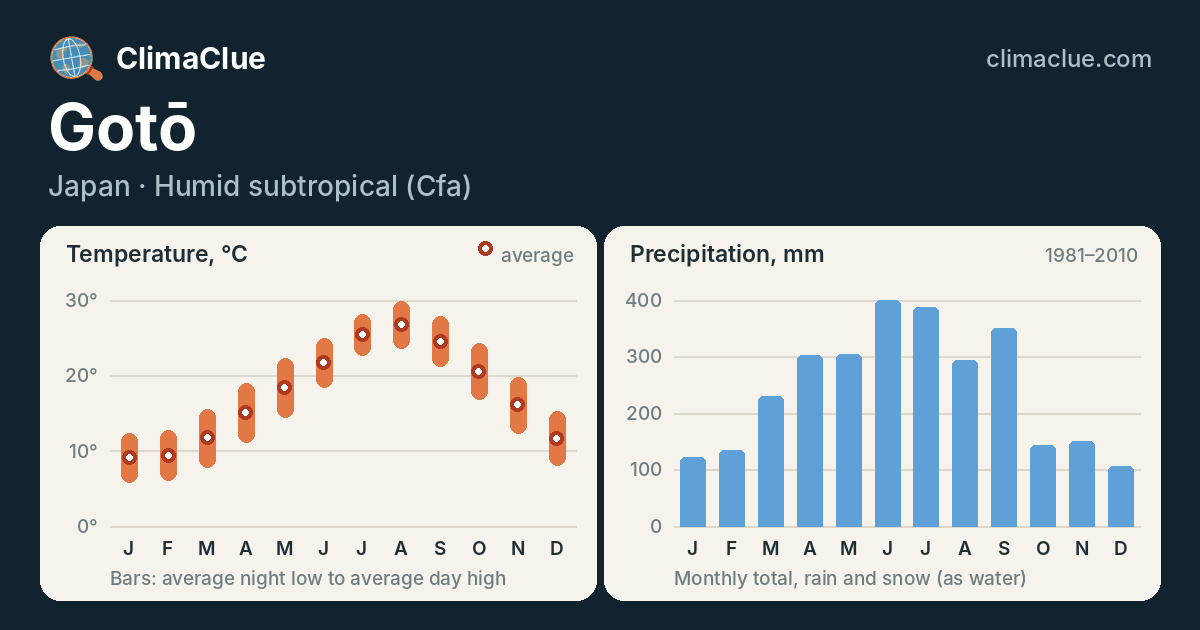 ClimaClue
climaclue.com
Gotō
Japan · Humid subtropical (Cfa)
Temperature, °C
average
30°
20°
10°
0°
J F M A M J J A S O N D
Bars: average night low to average day high
Precipitation, mm
1981–2010
400
300
200
100
0
J F M A M J J A S O N D
Monthly total, rain and snow (as water)